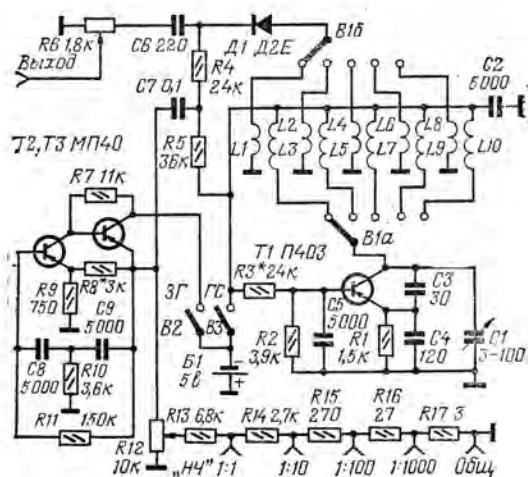 R6 1,8к
С6 220
Д1 Д2Е
В1б
Выход
R4
24к
С2
5000
С7 0,1
Т2, Т3 МП40
R5
36к
L1
L2
L3
L4
L5
L6
L7
L8
L9
L10
R7 11к
В1а
Т1 П403
R3* 24к
R8* 3к
R9
750
С9
5000
ЗГ
В2
ГС
В3
С5
5000
С3
30
R2
3,9к
R1
1,5к
С4
120
С1
3-100
Б1
5в
С8
5000
R10
3,6к
R11
150к
R12
10к
R13 6,8к
R14 2,7к
R15
270
R16
27
R17 3
„НЧ"
1:1
1:10
1:100
1:1000
Общ.